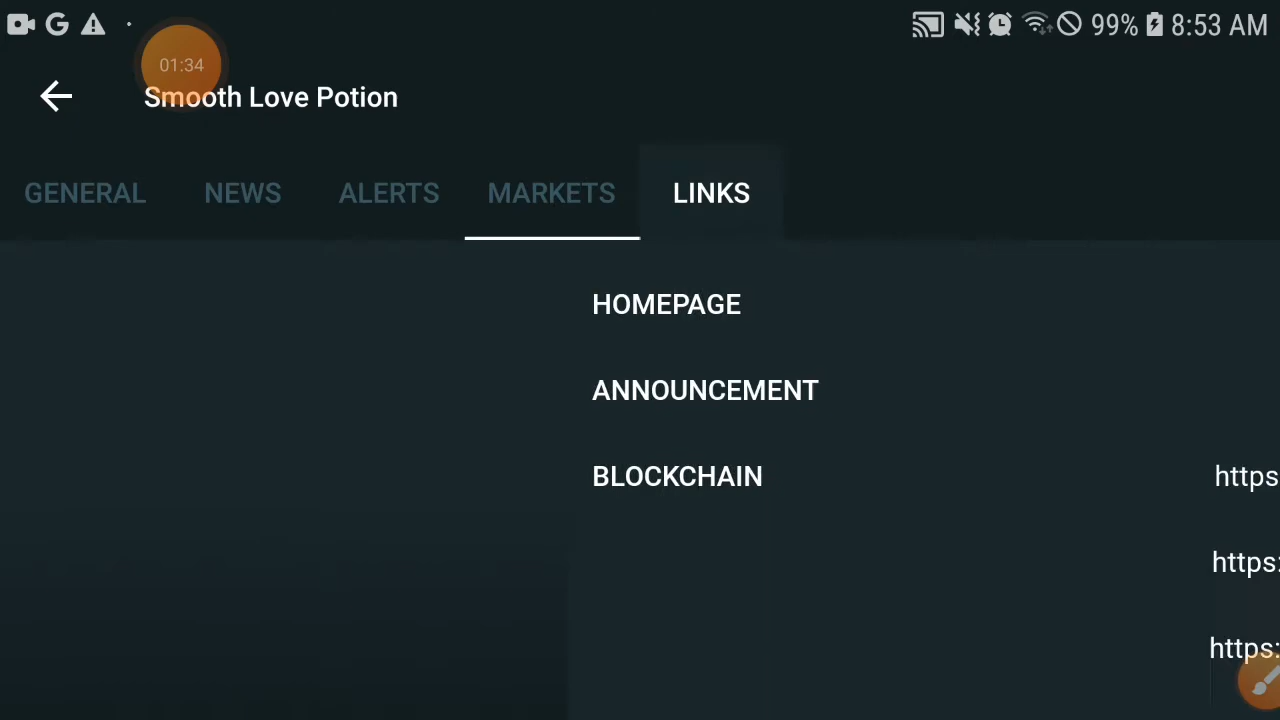 99% 8:53 AM
01:34
Smooth Love Potion
GENERAL NEWS ALERTS MARKETS LINKS
HOMEPAGE
ANNOUNCEMENT
BLOCKCHAIN https
https:
https: